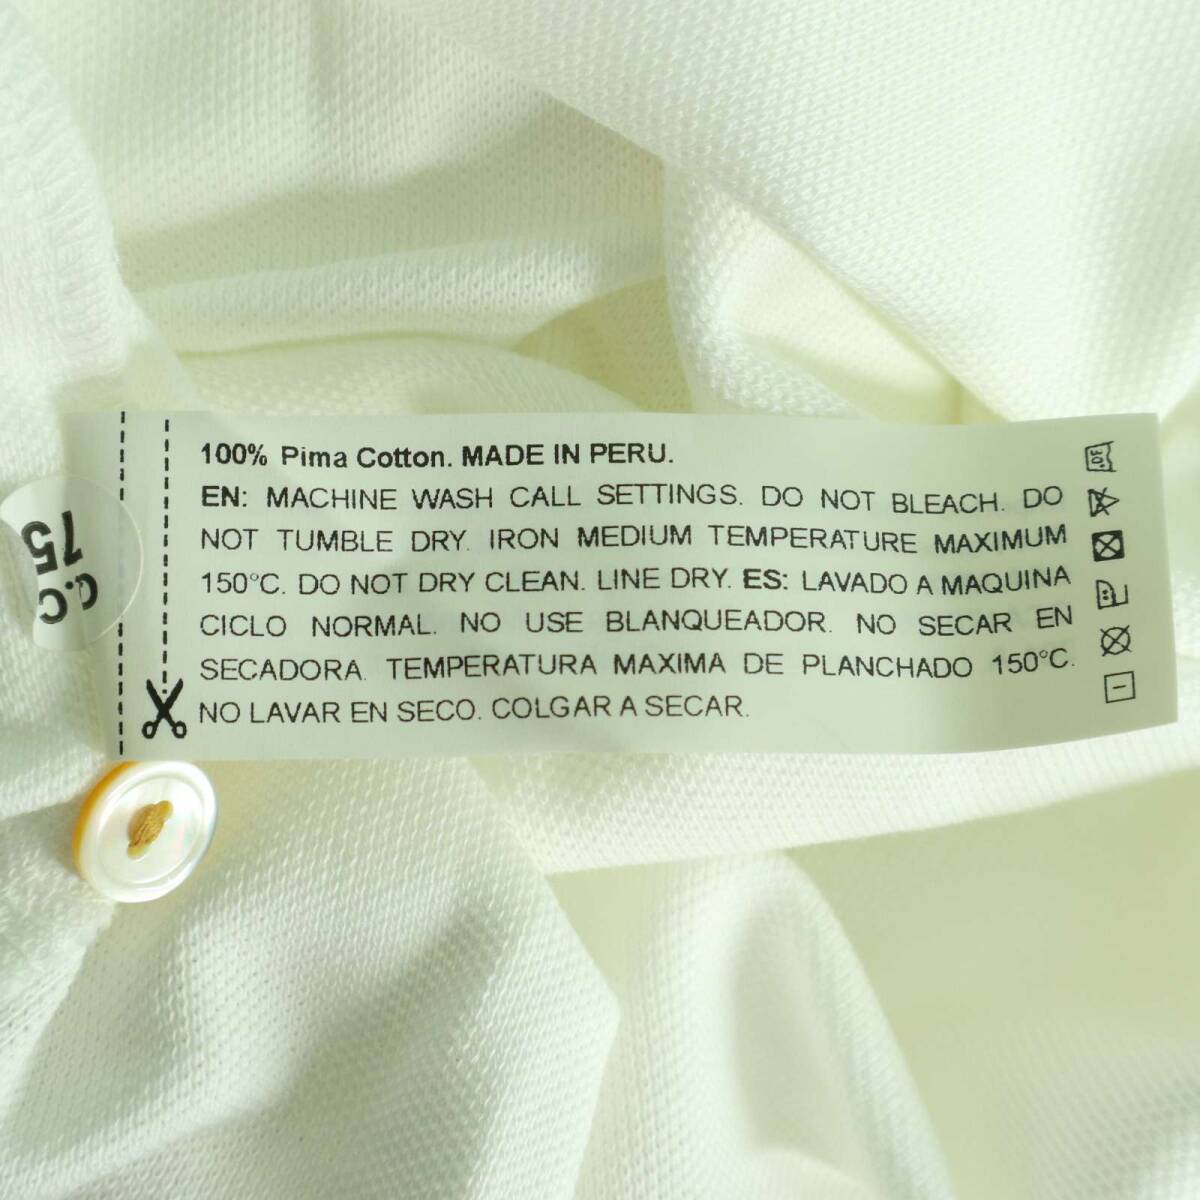 100% Pima Cotton. MADE IN PERU.
EN: MACHINE WASH CALL SETTINGS. DO NOT BLEACH. DO
NOT TUMBLE DRY. IRON MEDIUM TEMPERATURE MAXIMUM
150°C. DO NOT DRY CLEAN. LINE DRY. ES: LAVADO A MAQUINA
CICLO NORMAL. NO USE BLANQUEADOR. NO SECAR EN
SECADORA. TEMPERATURA MAXIMA DE PLANCHADO 150°C.
NO LAVAR EN SECO. COLGAR A SECAR.
30°
Q.C
75